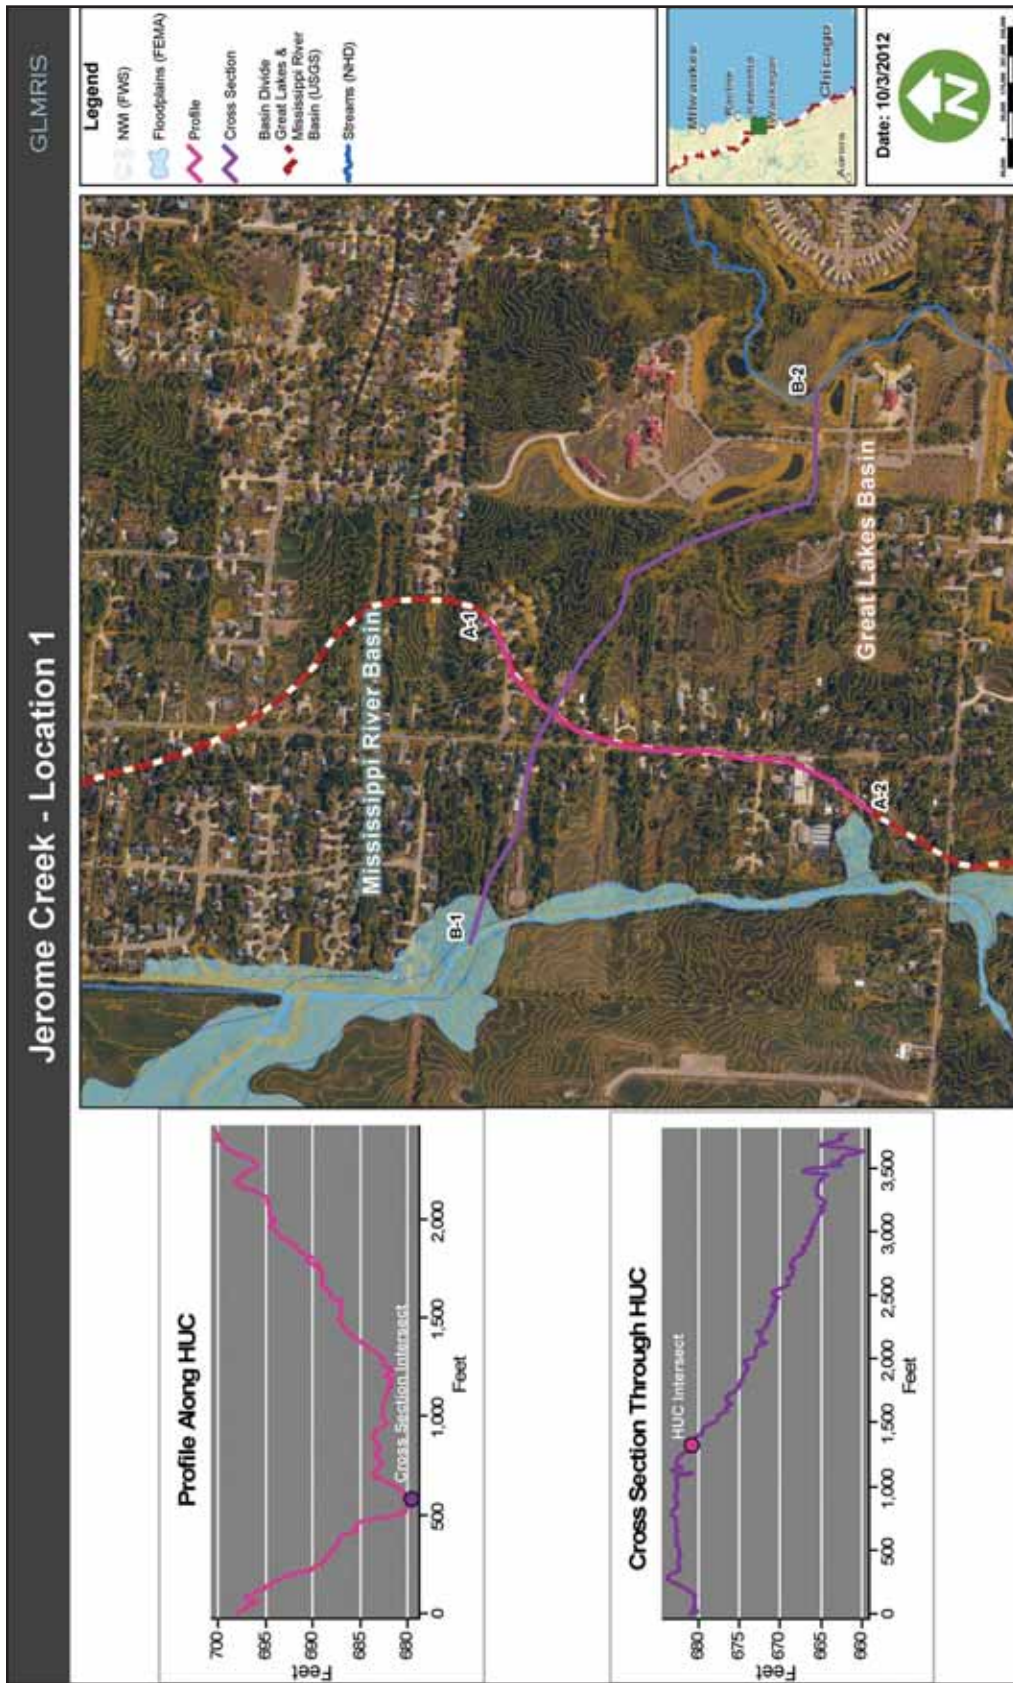 Jerome Creek - Location 1
GLMRIS
Profile Along HUC
Feet
700
695
690
685
680
Cross Section Intersect
0
500
1,000
1,500
2,000
Feet
Cross Section Through HUC
Feet
680
675
670
665
660
HUC Intersect
0
500
1,000
1,500
2,000
2,500
3,000
3,500
Feet
Mississippi River Basin
Great Lakes Basin
A-1
A-2
B-1
B-2
Legend
NWI (FWS)
Floodplains (FEMA)
Profile
Cross Section
Basin Divide
Great Lakes &
Mississippi River
Basin (USGS)
Streams (NHD)
Milwaukee
Racine
Kenosha
Waukegan
Chicago
Aurora
Date: 10/3/2012
N